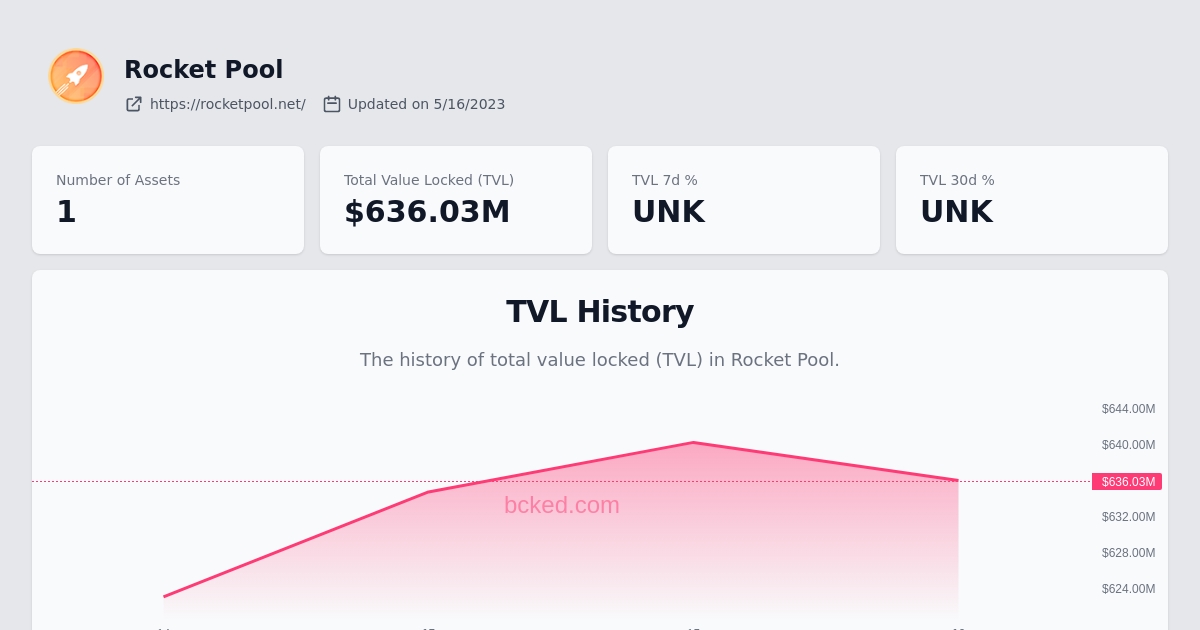 Rocket Pool
https://rocketpool.net/ Updated on 5/16/2023
Number of Assets
1
Total Value Locked (TVL)
$636.03M
TVL 7d %
UNK
TVL 30d %
UNK
TVL History
The history of total value locked (TVL) in Rocket Pool.
$644.00M
$640.00M
$636.03M
bcked.com
$632.00M
$628.00M
$624.00M